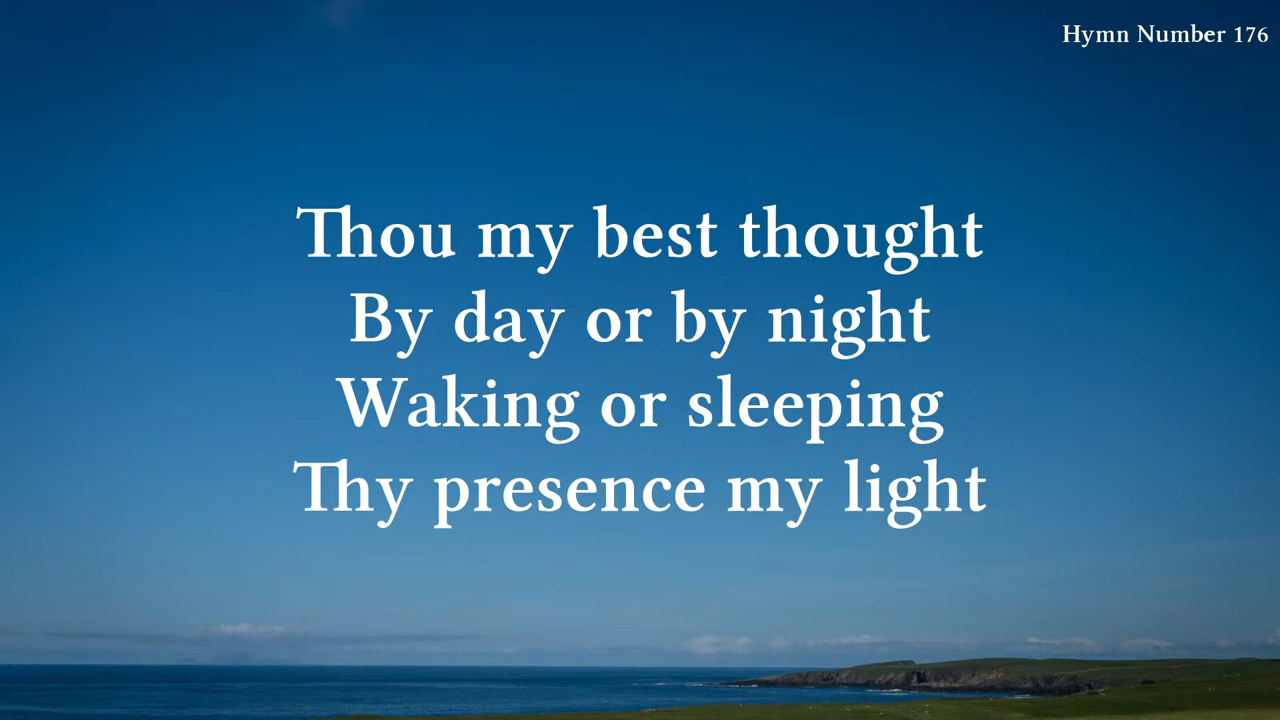 Hymn Number 176
Thou my best thought
By day or by night
Waking or sleeping
Thy presence my light